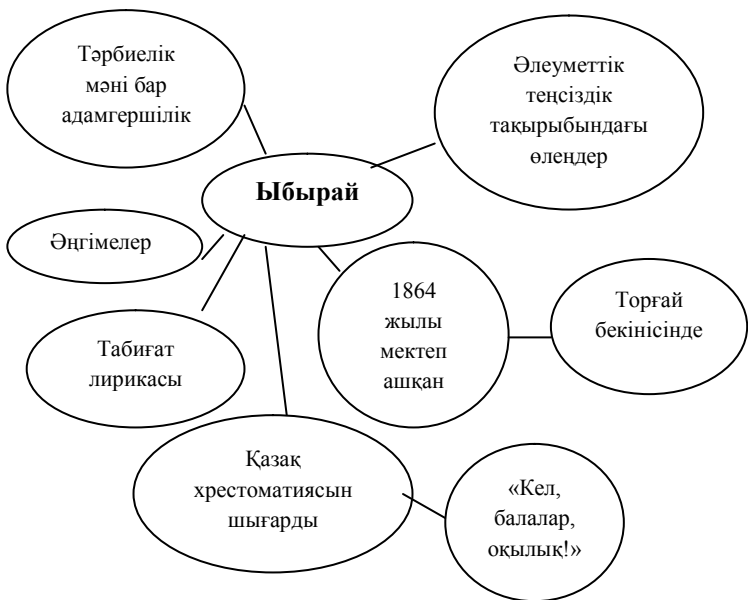 Тәрбиелік
мәні бар
адамгершілік
Әлеуметтік
теңсіздік
тақырыбындағы
өлеңдер
Ыбырай
Әңгімелер
1864
жылы
мектеп
ашқан
Торғай
бекінісінде
Табиғат
лирикасы
Қазақ
хрестоматиясын
шығарды
«Кел,
балалар,
оқылық!»